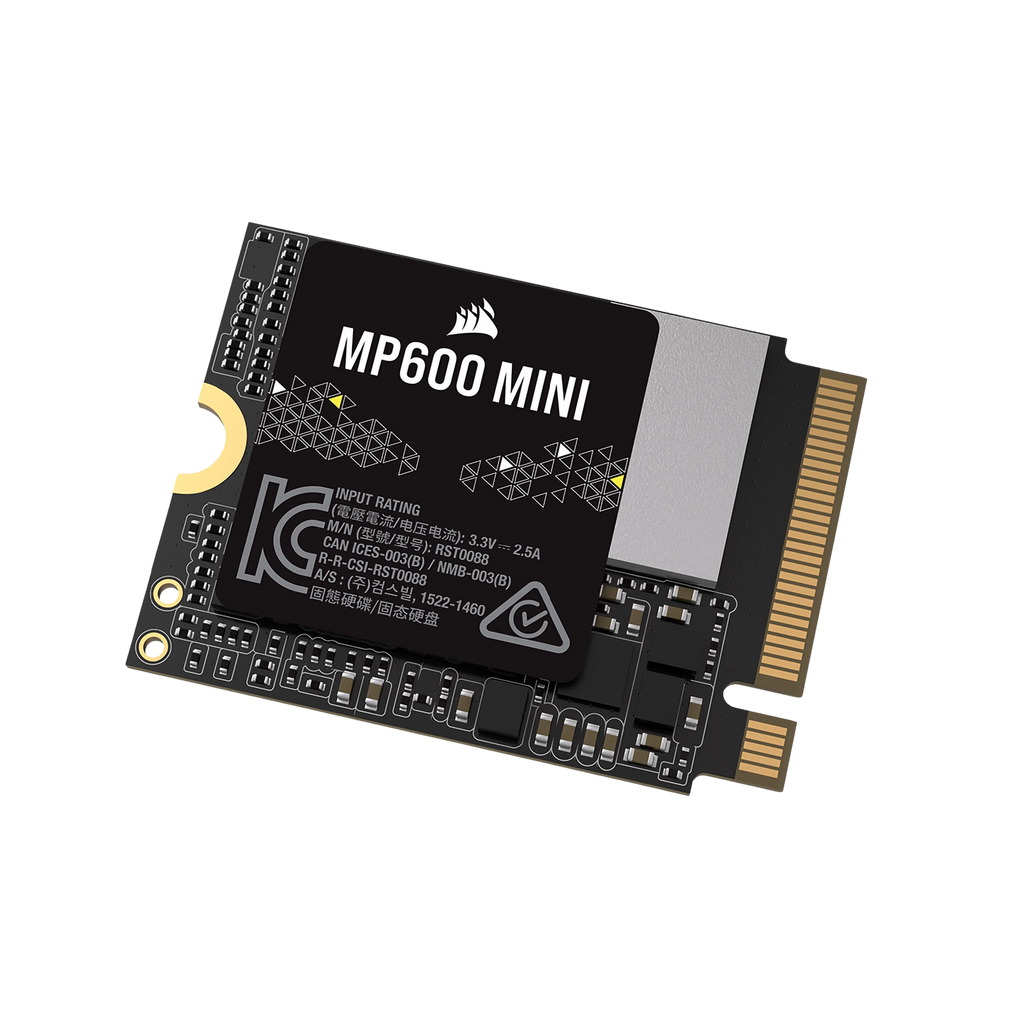 MP600 MINI
INPUT RATING
(電壓電流/电压电流): 3.3V⎓2.5A
M/N (型號/型号): RST0088
CAN ICES-003(B) / NMB-003(B)
R-R-CSI-RST0088
A/S : (주)컴스빌, 1522-1460
固態硬碟/固态硬盘